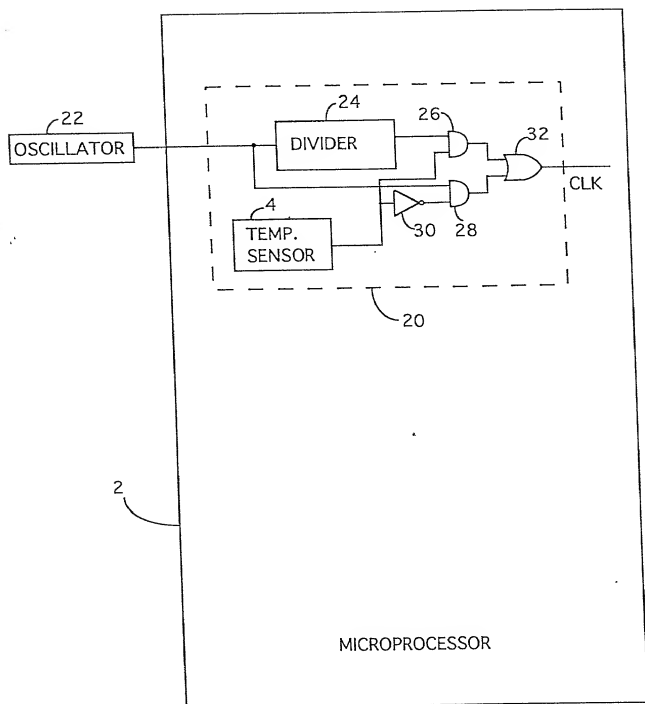 22
OSCILLATOR
24
DIVIDER
26
32
CLK
4
TEMP.
SENSOR
30
28
20
2
MICROPROCESSOR